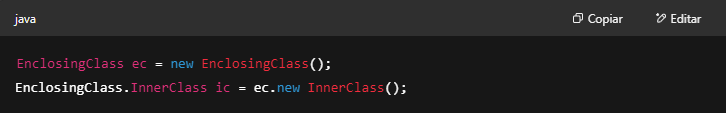 java Copiar Editar
EnclosingClass ec = new EnclosingClass();
EnclosingClass.InnerClass ic = ec.new InnerClass();